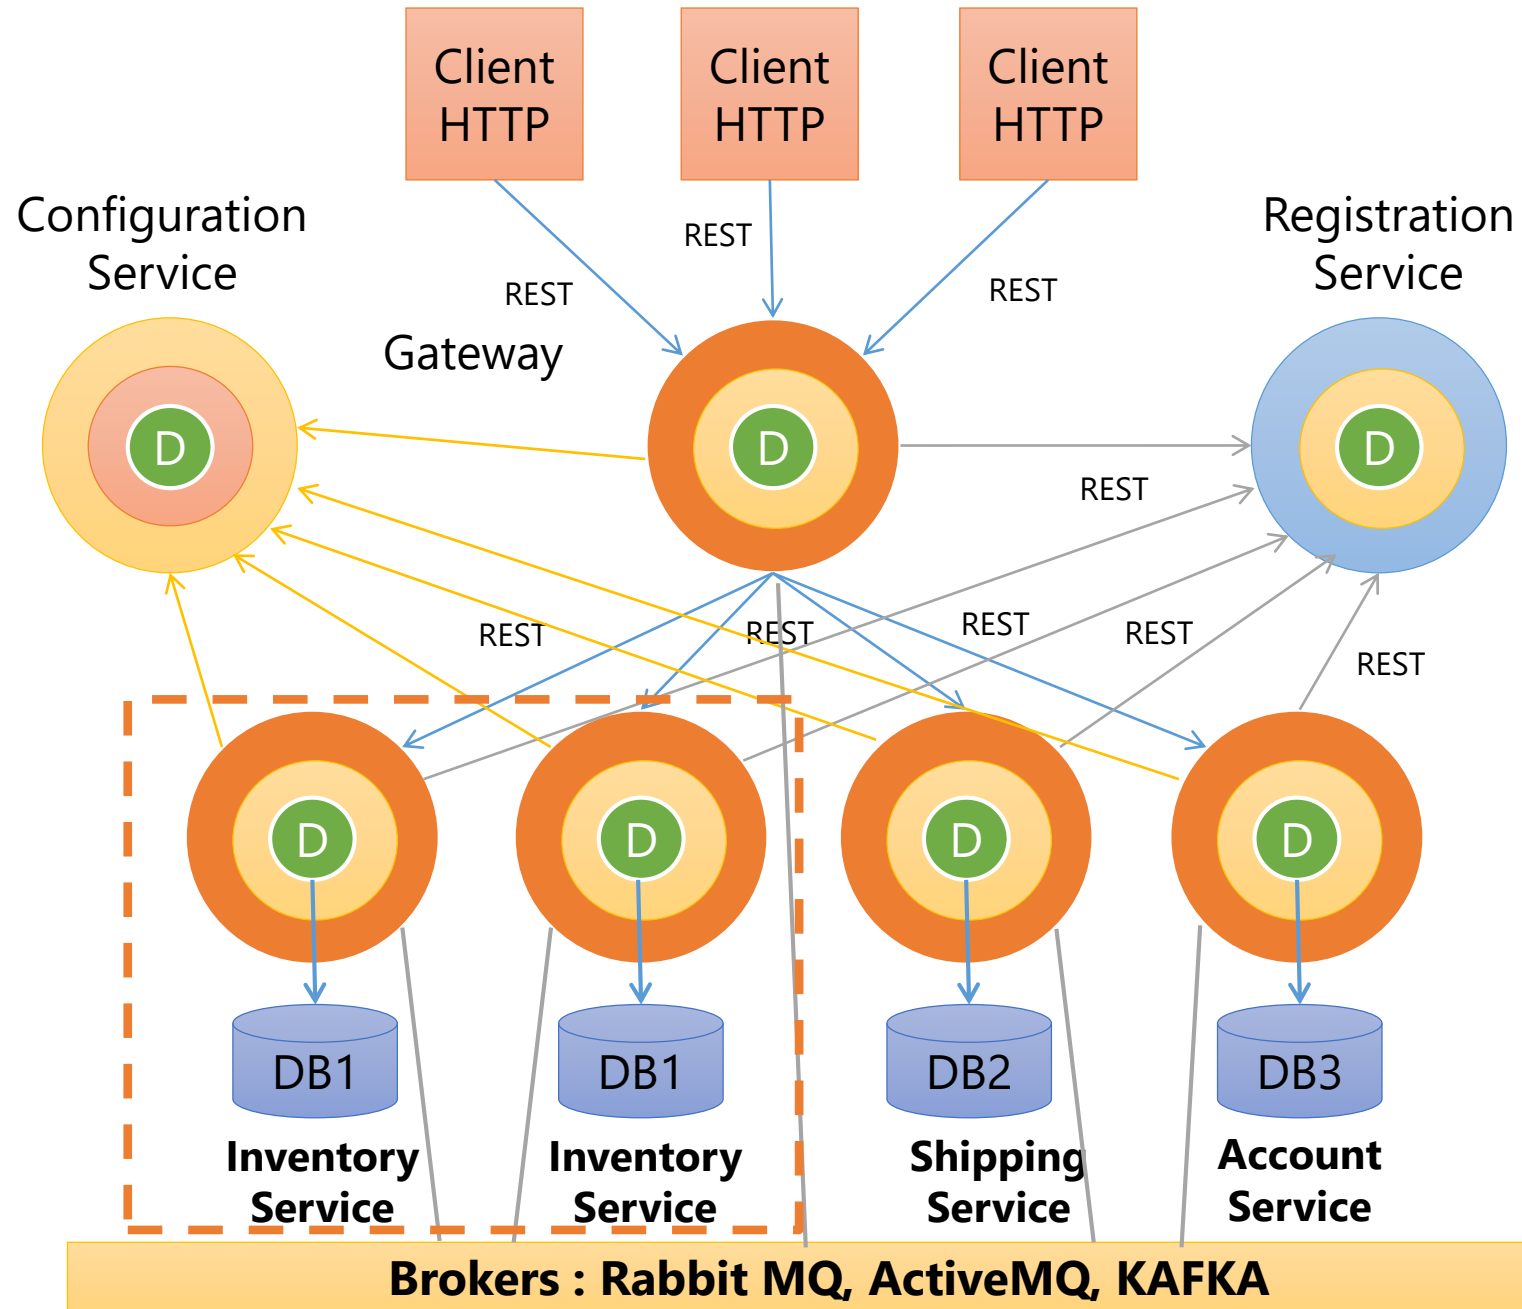 Client
HTTP
Client
HTTP
Client
HTTP
Configuration
Service
Registration
Service
REST
REST
REST
Gateway
D
D
D
REST
REST
REST
REST
REST
REST
D
D
D
D
DB1
DB1
DB2
DB3
Inventory
Service
Inventory
Service
Shipping
Service
Account
Service
Brokers : Rabbit MQ, ActiveMQ, KAFKA